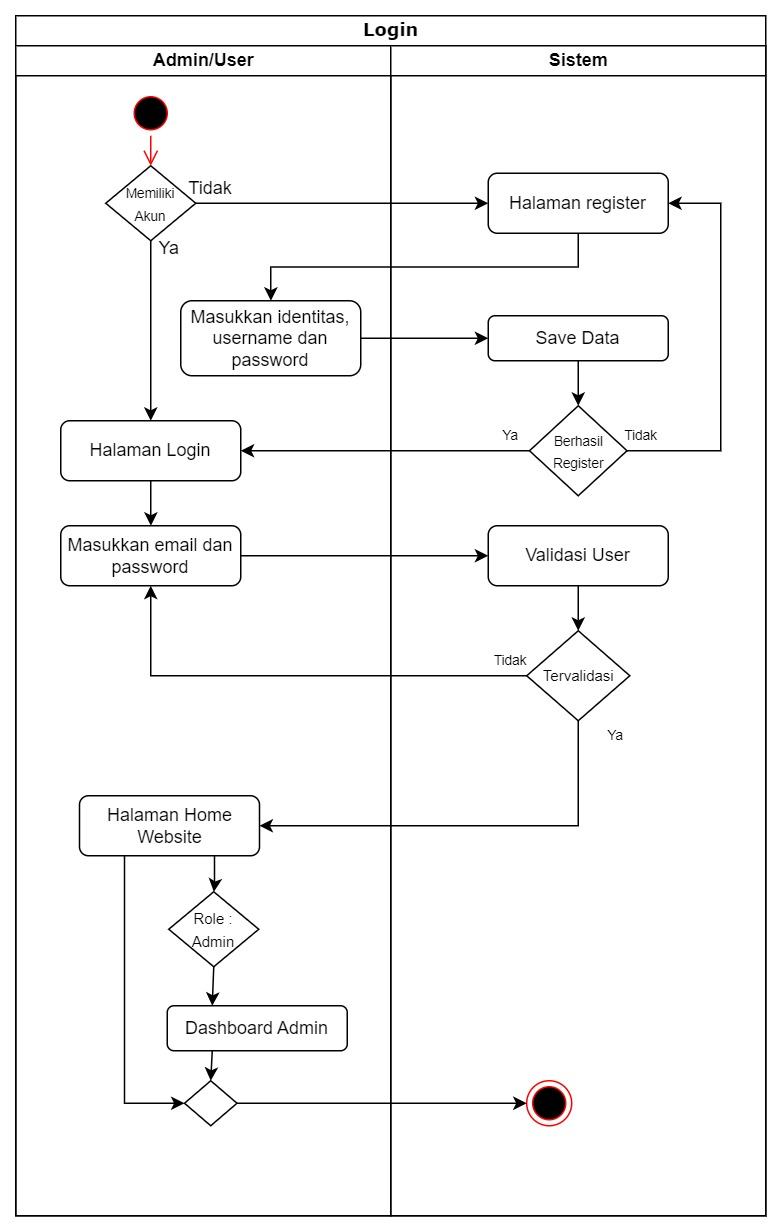 Login
Admin/User
Sistem
Memiliki
Akun
Tidak
Ya
Halaman register
Masukkan identitas,
username dan
password
Save Data
Berhasil
Register
Ya
Tidak
Halaman Login
Masukkan email dan
password
Validasi User
Tervalidasi
Tidak
Ya
Halaman Home
Website
Role :
Admin
Dashboard Admin